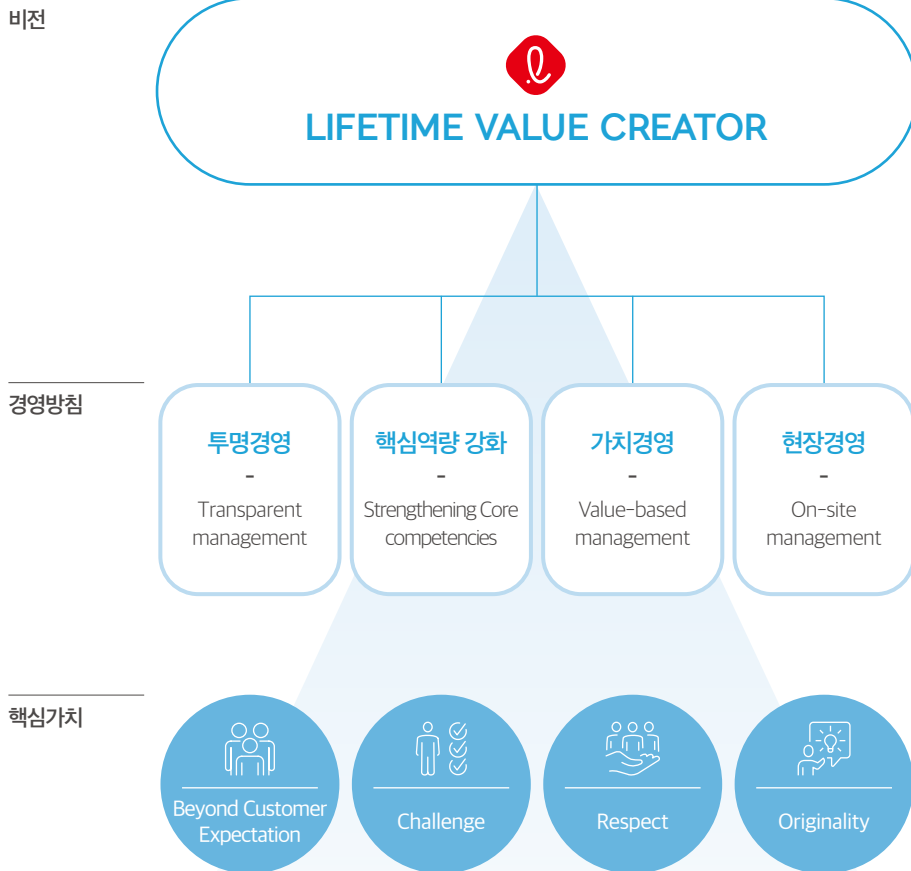 비전
LIFETIME VALUE CREATOR
경영방침
투명경영
-
Transparent
management
핵심역량 강화
-
Strengthening Core
competencies
가치경영
-
Value-based
management
현장경영
-
On-site
management
핵심가치
Beyond Customer
Expectation
Challenge
Respect
Originality